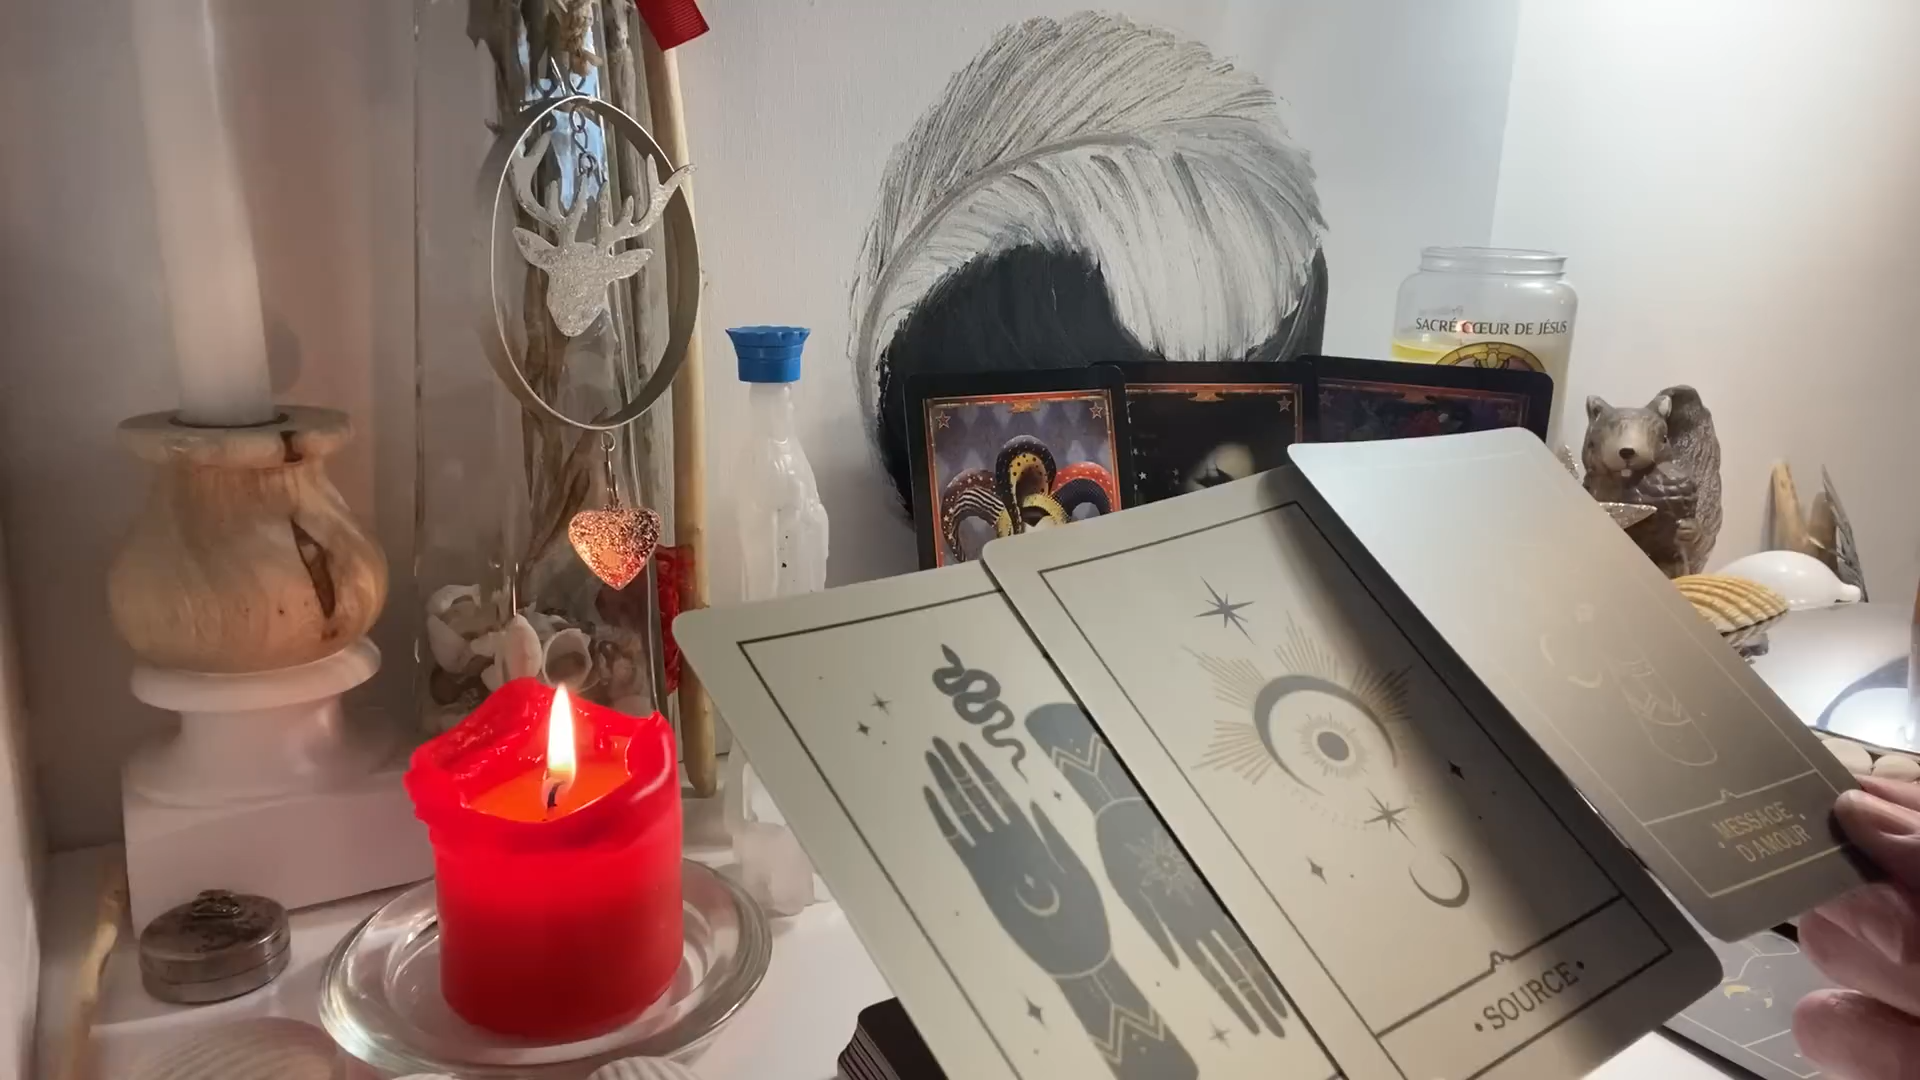 SACRÉ CŒUR DE JÉSUS
•SOURCE•
•MESSAGE
D'AMOUR•